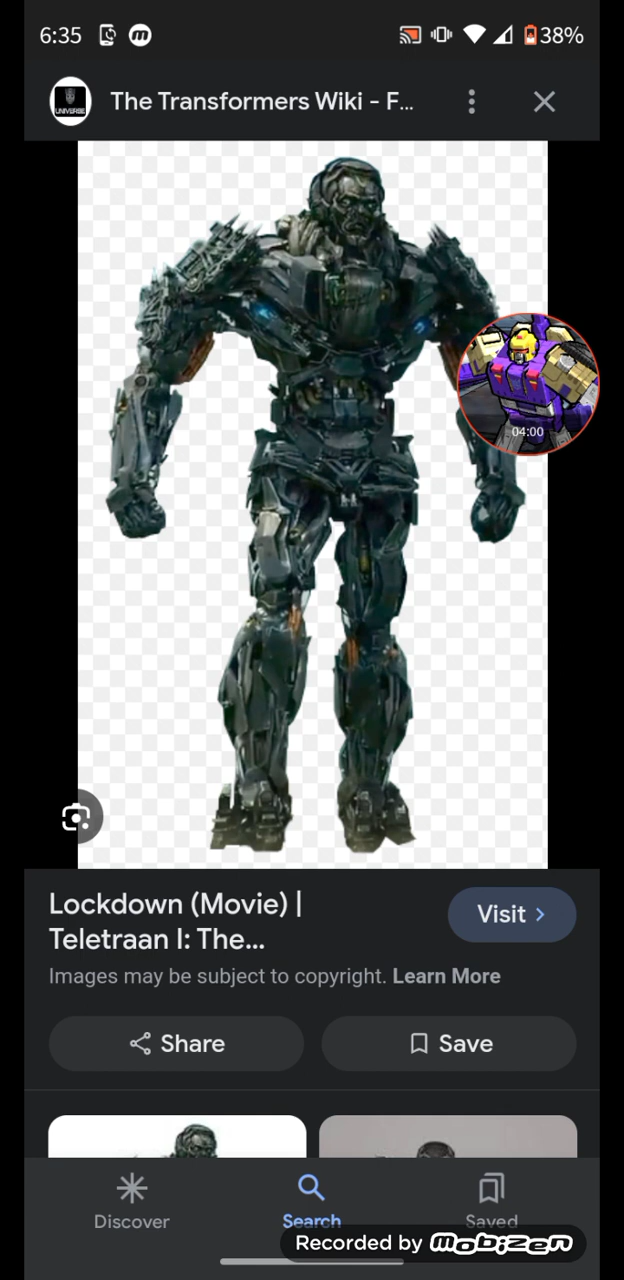 6:35
38%
UNIVERSE
The Transformers Wiki - F...
04:00
Lockdown (Movie) |
Teletraan I: The...
Visit
Images may be subject to copyright. Learn More
Share
Save
Discover
Search
Saved
Recorded by mobizen